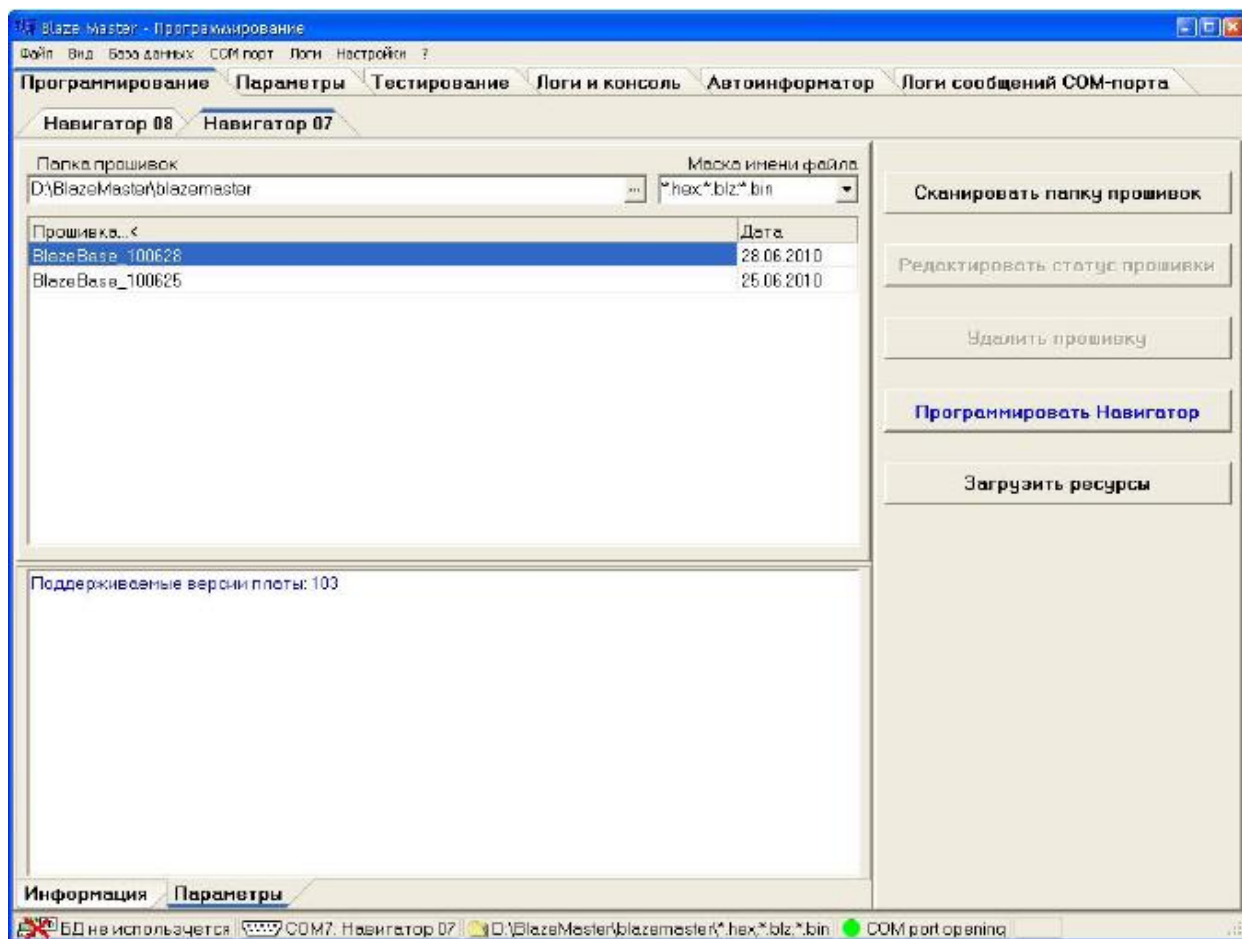 Blaze Master - Программирование
Файл Вид База данных COM порт Логи Настройки ?
Программирование Параметры Тестирование Логи и консоль Автоинформатор Логи сообщений COM-порта
Навигатор 08 Навигатор 07
Папка прошивок Маска имени файла
D:\BlazeMaster\blazemaster ... *.hex;*.blz;*.bin
Сканировать папку прошивок
Прошивка...< Дата
BlazeBase_100628 28.06.2010
Редактировать статус прошивки
BlazeBase_100625 25.06.2010
Удалить прошивку
Программировать Навигатор
Загрузить ресурсы
Поддерживаемые версии платы: 103
Информация Параметры
БД не используется COM7. Навигатор 07 D:\BlazeMaster\blazemaster\*.hex;*.blz;*.bin COM port opening